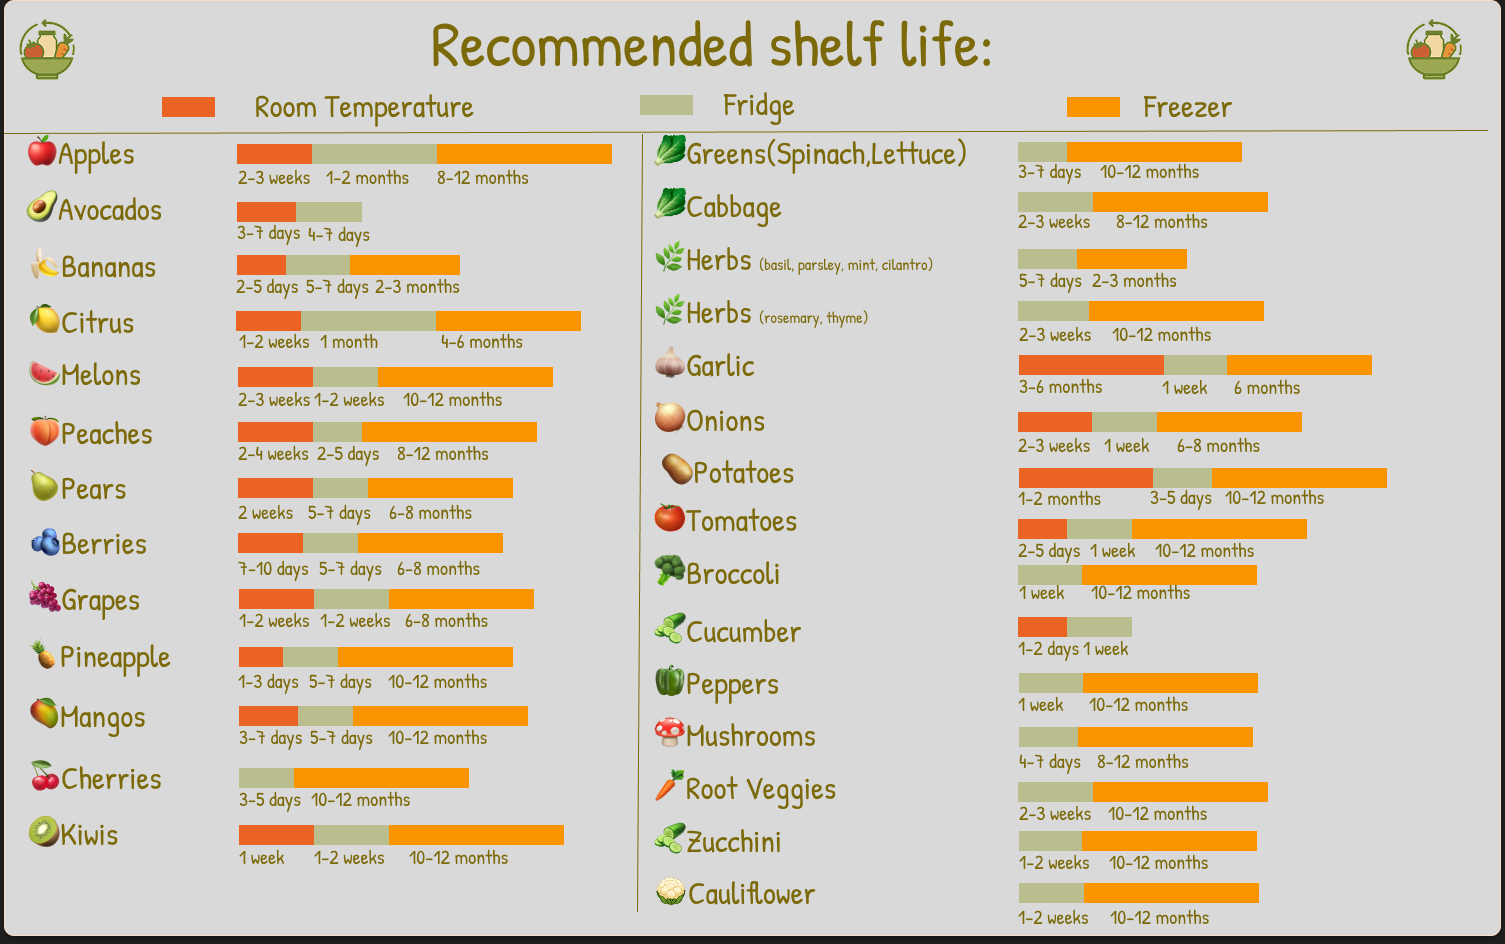 Recommended shelf life:
Room Temperature
Fridge
Freezer
Apples
2-3 weeks 1-2 months 8-12 months
Avocados
3-7 days 4-7 days
Bananas
2-5 days 5-7 days 2-3 months
Citrus
1-2 weeks 1 month 4-6 months
Melons
2-3 weeks 1-2 weeks 10-12 months
Peaches
2-4 weeks 2-5 days 8-12 months
Pears
2 weeks 5-7 days 6-8 months
Berries
7-10 days 5-7 days 6-8 months
Grapes
1-2 weeks 1-2 weeks 6-8 months
Pineapple
1-3 days 5-7 days 10-12 months
Mangos
3-7 days 5-7 days 10-12 months
Cherries
3-5 days 10-12 months
Kiwis
1 week 1-2 weeks 10-12 months
Greens(Spinach,Lettuce)
3-7 days 10-12 months
Cabbage
2-3 weeks 8-12 months
Herbs (basil, parsley, mint, cilantro)
5-7 days 2-3 months
Herbs (rosemary, thyme)
2-3 weeks 10-12 months
Garlic
3-6 months 1 week 6 months
Onions
2-3 weeks 1 week 6-8 months
Potatoes
1-2 months 3-5 days 10-12 months
Tomatoes
2-5 days 1 week 10-12 months
Broccoli
1 week 10-12 months
Cucumber
1-2 days 1 week
Peppers
1 week 10-12 months
Mushrooms
4-7 days 8-12 months
Root Veggies
2-3 weeks 10-12 months
Zucchini
1-2 weeks 10-12 months
Cauliflower
1-2 weeks 10-12 months